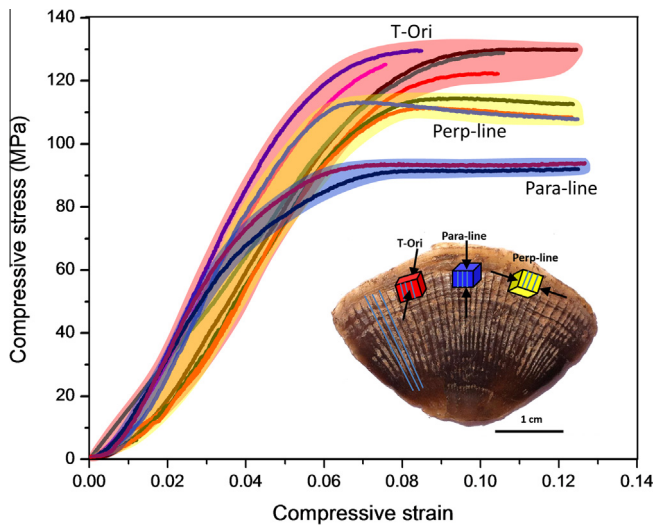 140
120
100
80
60
40
20
0
Compressive stress (MPa)
T-Ori
Perp-line
Para-line
T-Ori
Para-line
Perp-line
1 cm
0.00 0.02 0.04 0.06 0.08 0.10 0.12 0.14
Compressive strain